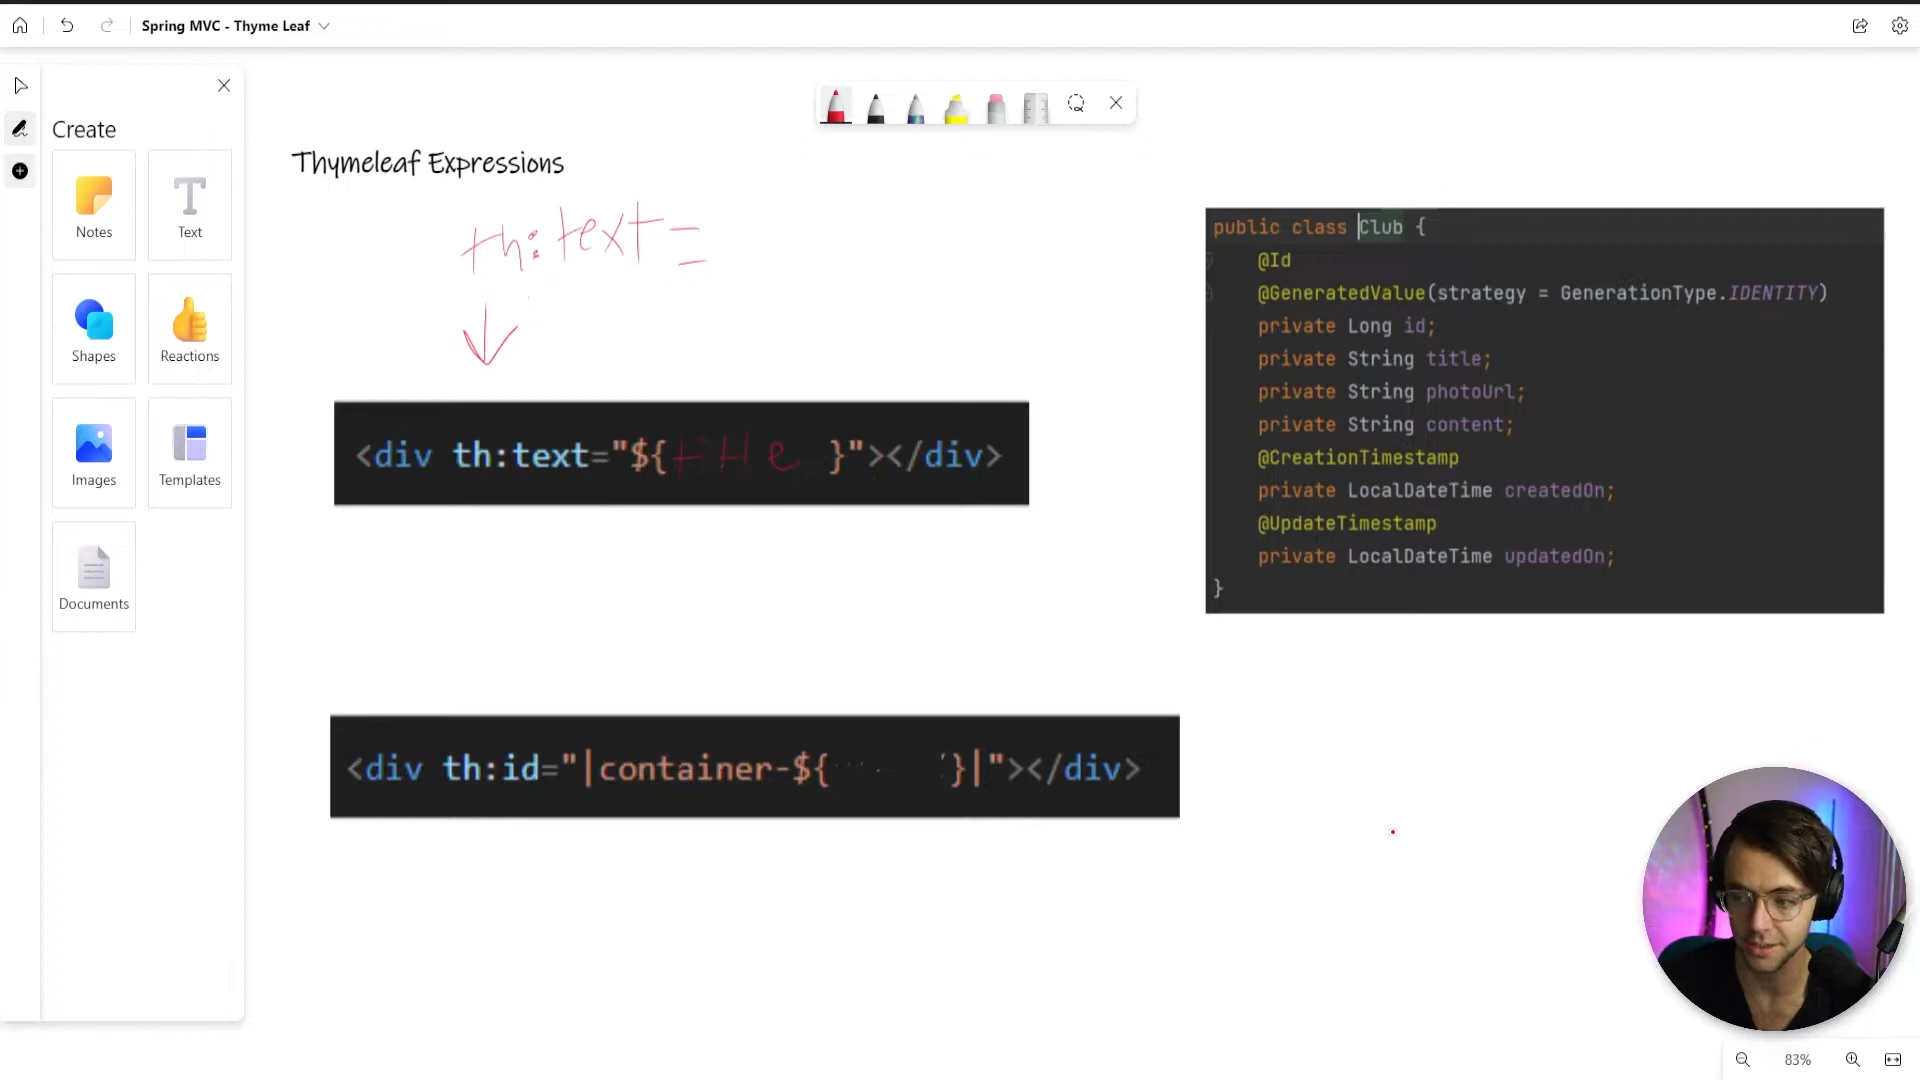 Spring MVC - Thyme Leaf
Create
Notes
Text
Shapes
Reactions
Images
Templates
Documents
Thymeleaf Expressions
th:text=
<div th:text="${title }"></div>
<div th:id="|container-${ }|"></div>
public class Club {
@Id
@GeneratedValue(strategy = GenerationType.IDENTITY)
private Long id;
private String title;
private String photoUrl;
private String content;
@CreationTimestamp
private LocalDateTime createdOn;
@UpdateTimestamp
private LocalDateTime updatedOn;
}
83%